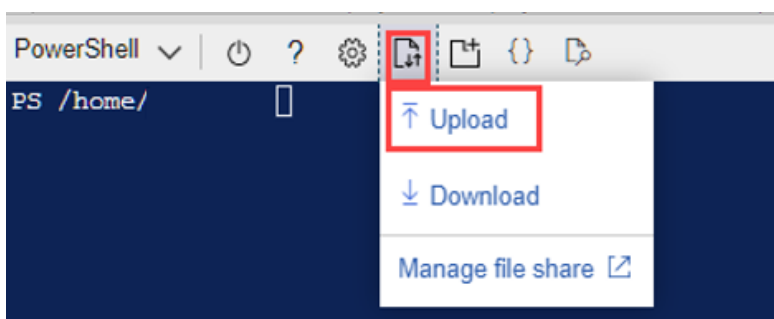 PowerShell ?  {}
PS /home/
Upload
Download
Manage file share